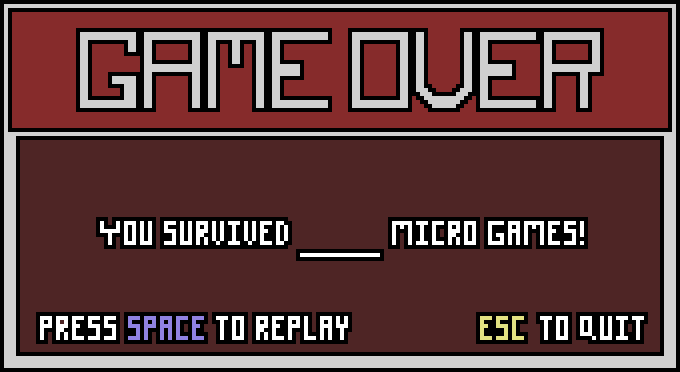 GAME OVER
YOU SURVIVED ____ MICRO GAMES!
PRESS SPACE TO REPLAY ESC TO QUIT